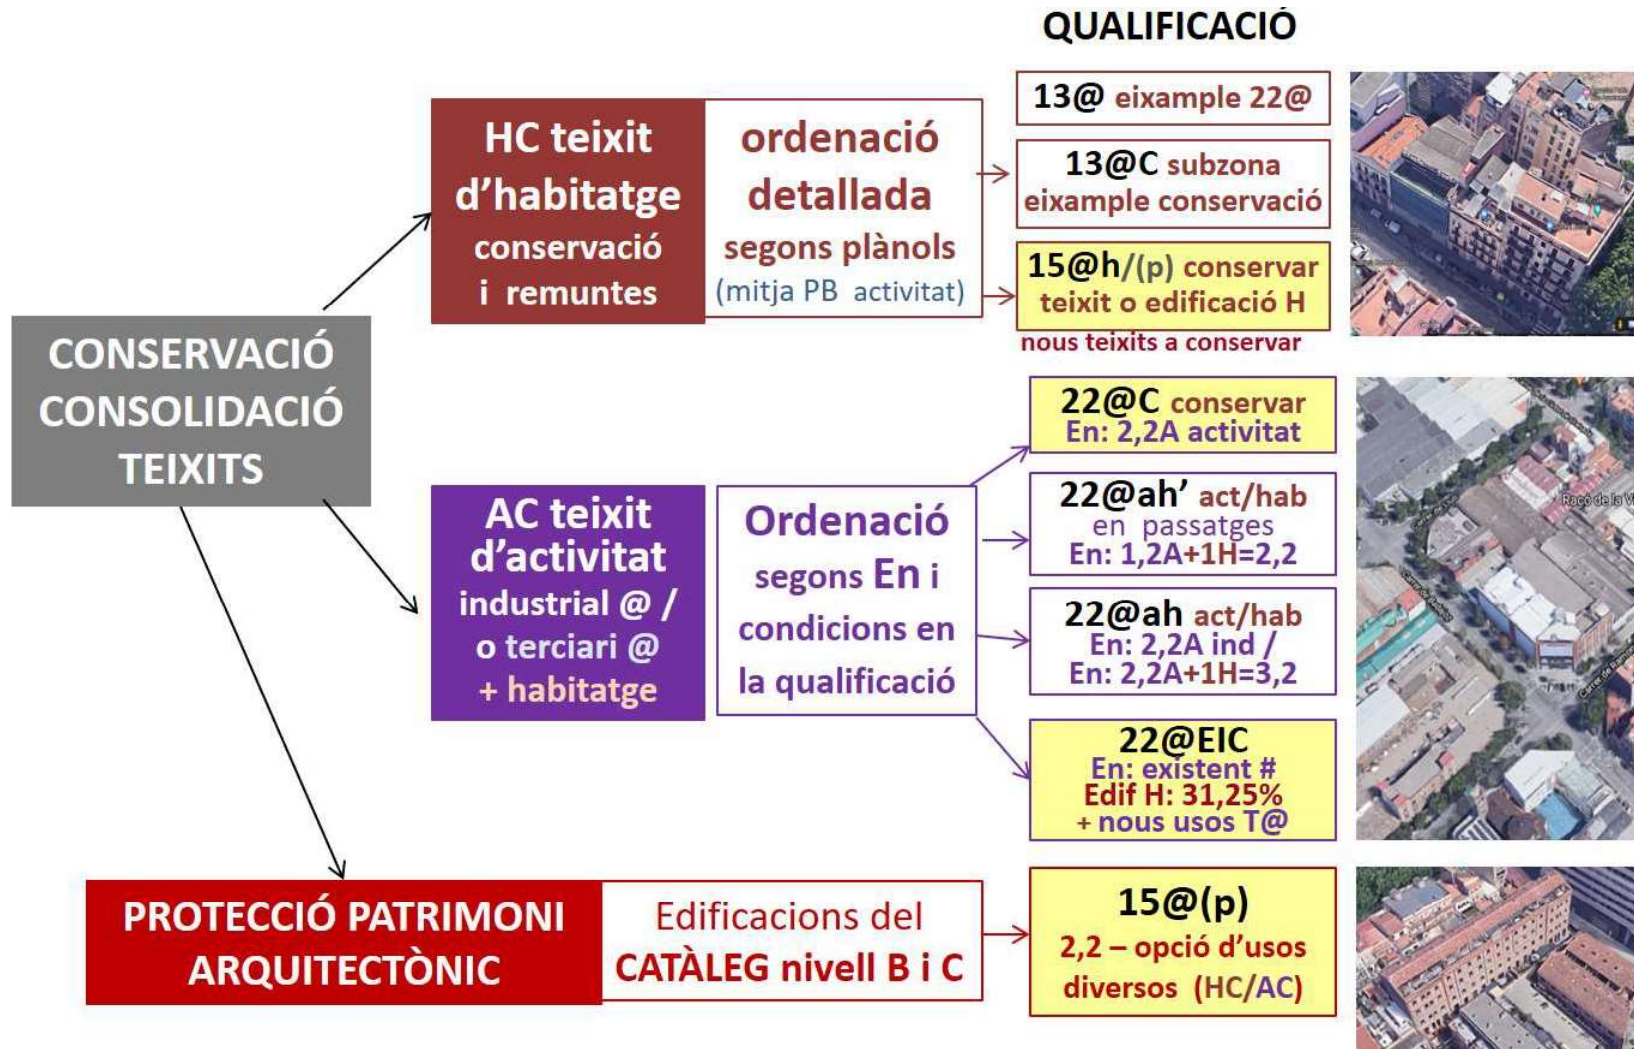 QUALIFICACIÓ
HC teixit
d'habitatge
conservació
i remuntes
ordenació
detallada
segons plànols
(mitja PB activitat)
13@ eixample 22@
13@C subzona
eixample conservació
15@h/(p) conservar
teixit o edificació H
nous teixits a conservar
CONSERVACIÓ
CONSOLIDACIÓ
TEIXITS
AC teixit
d'activitat
industrial @ /
o terciari @
+ habitatge
Ordenació
segons En i
condicions en
la qualificació
22@C conservar
En: 2,2A activitat
22@ah' act/hab
en passatges
En: 1,2A+1H=2,2
22@ah act/hab
En: 2,2A ind /
En: 2,2A+1H=3,2
22@EIC
En: existent #
Edif H: 31,25%
+ nous usos T@
Racó de la V
PROTECCIÓ PATRIMONI
ARQUITECTÒNIC
Edificacions del
CATÀLEG nivell B i C
15@(p)
2,2 – opció d'usos
diversos (HC/AC)